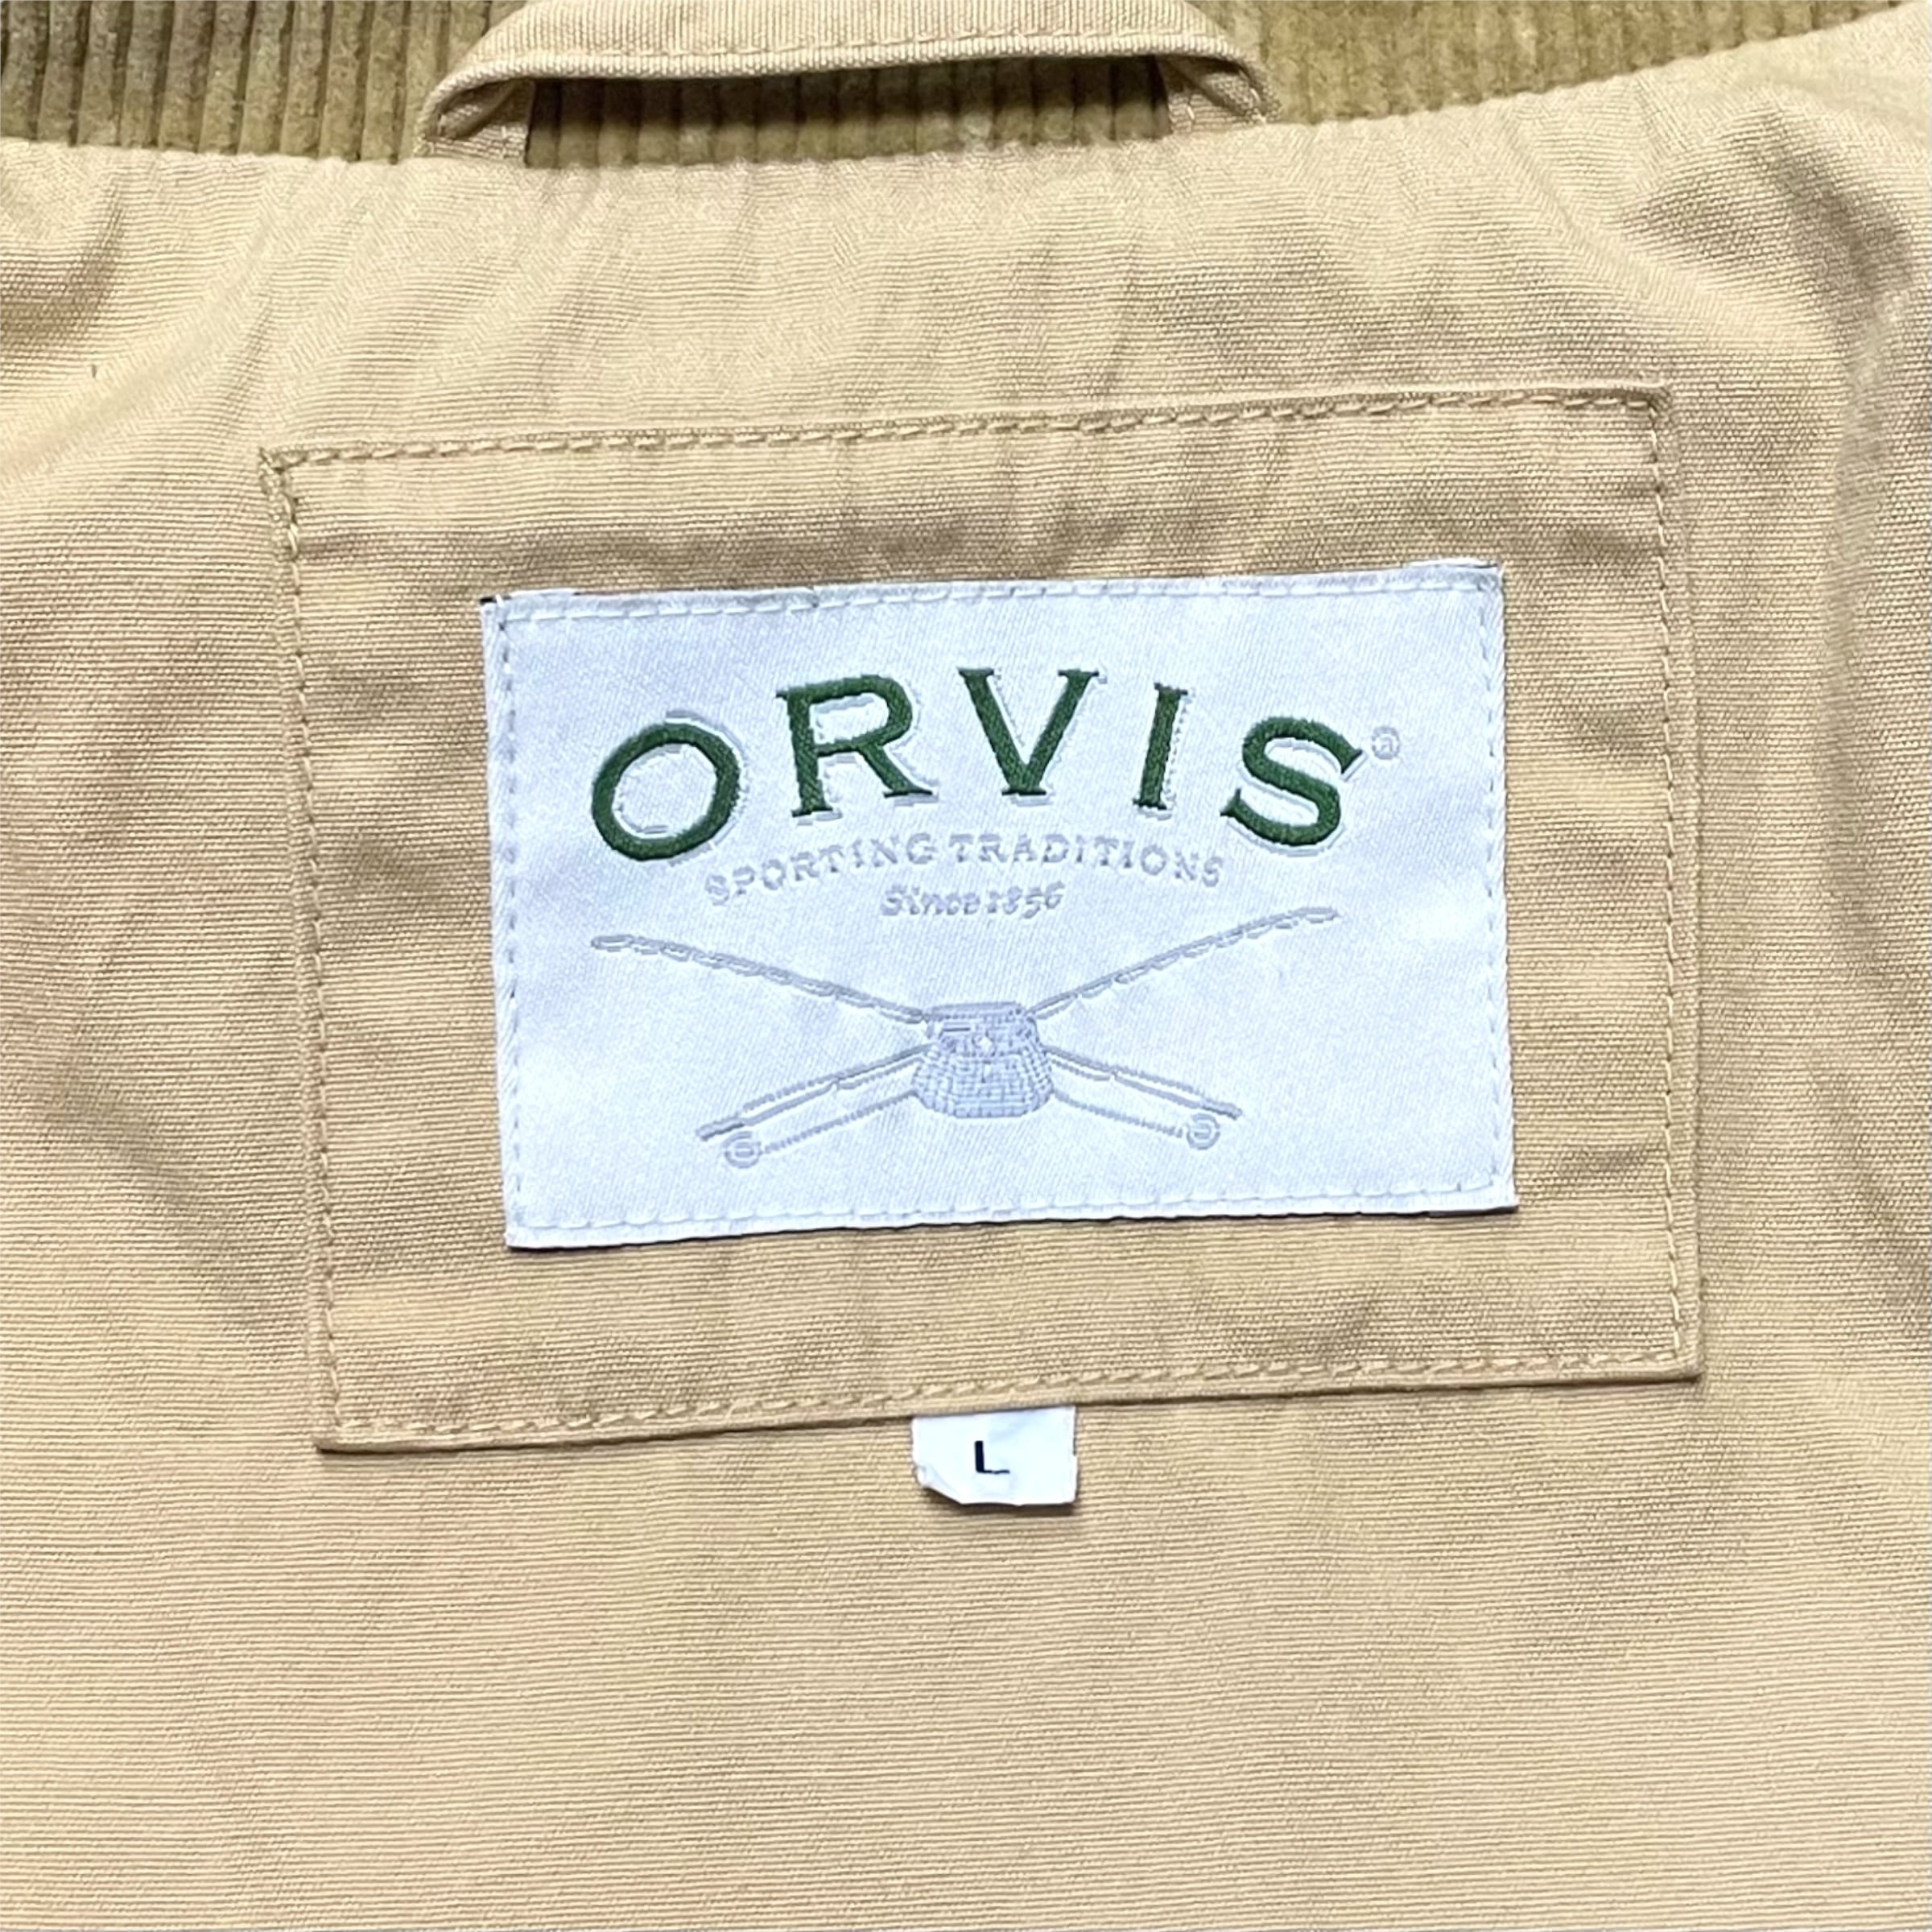 ORVIS®
SPORTING TRADITIONS
Since 1856
L